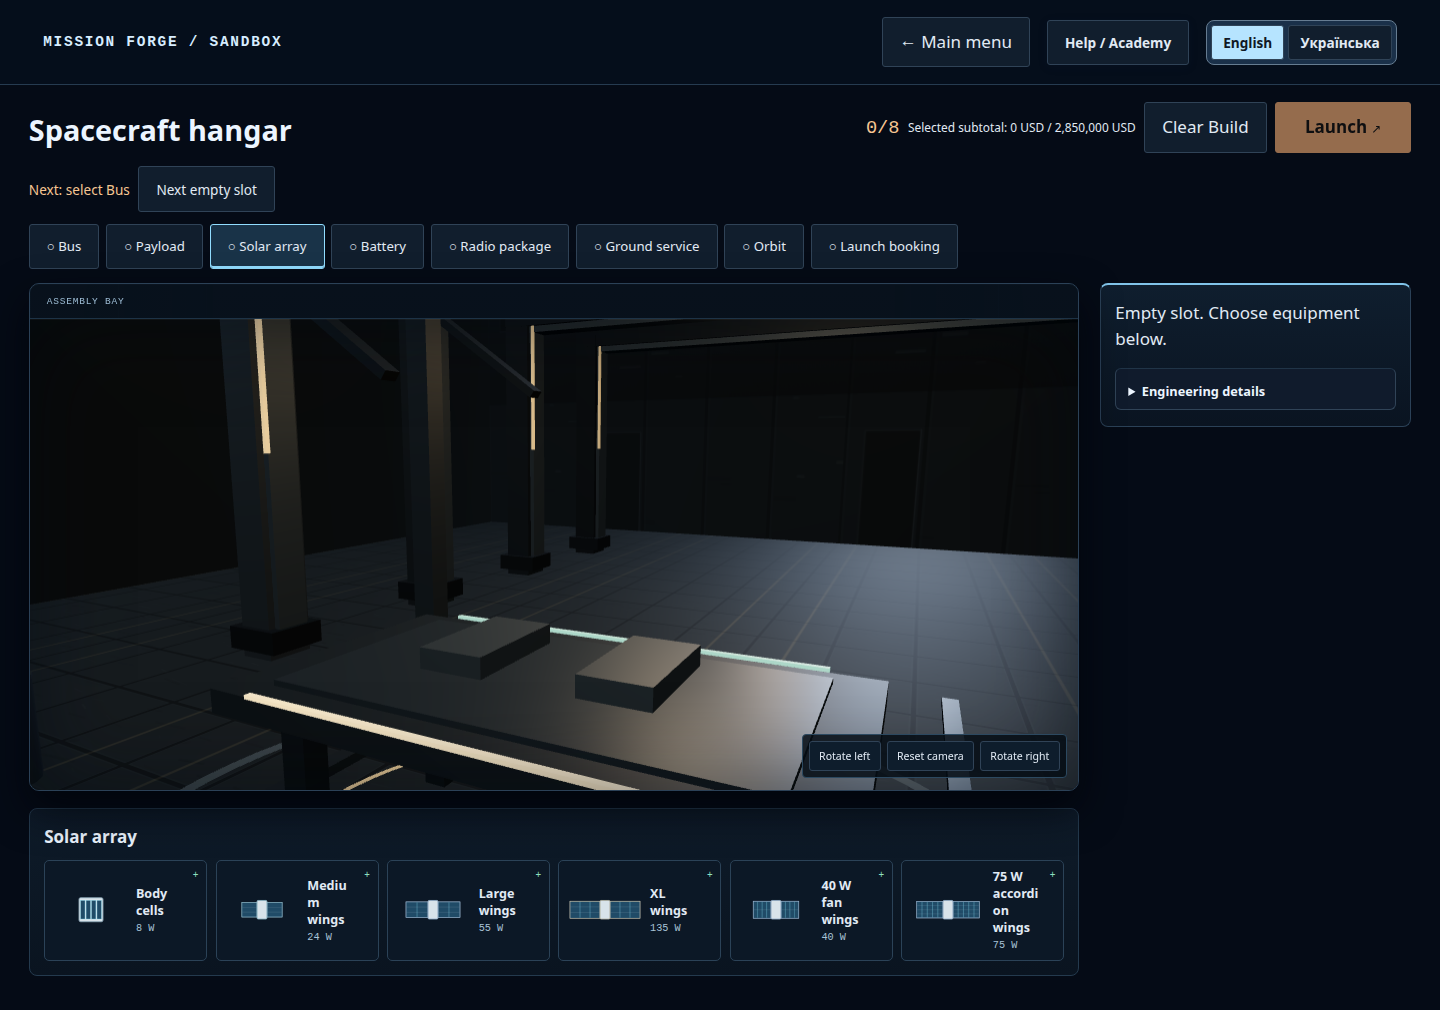 MISSION FORGE / SANDBOX
← Main menu
Help / Academy
English
Українська
Spacecraft hangar
0/8 Selected subtotal: 0 USD / 2,850,000 USD
Clear Build
Launch ↗
Next: select Bus
Next empty slot
○ Bus
○ Payload
○ Solar array
○ Battery
○ Radio package
○ Ground service
○ Orbit
○ Launch booking
ASSEMBLY BAY
Rotate left
Reset camera
Rotate right
Empty slot. Choose equipment
below.
▶ Engineering details
Solar array
Body
cells
8 W
+
Mediu
m
wings
24 W
+
Large
wings
55 W
+
XL
wings
135 W
+
40 W
fan
wings
40 W
+
75 W
accordi
on
wings
75 W
+